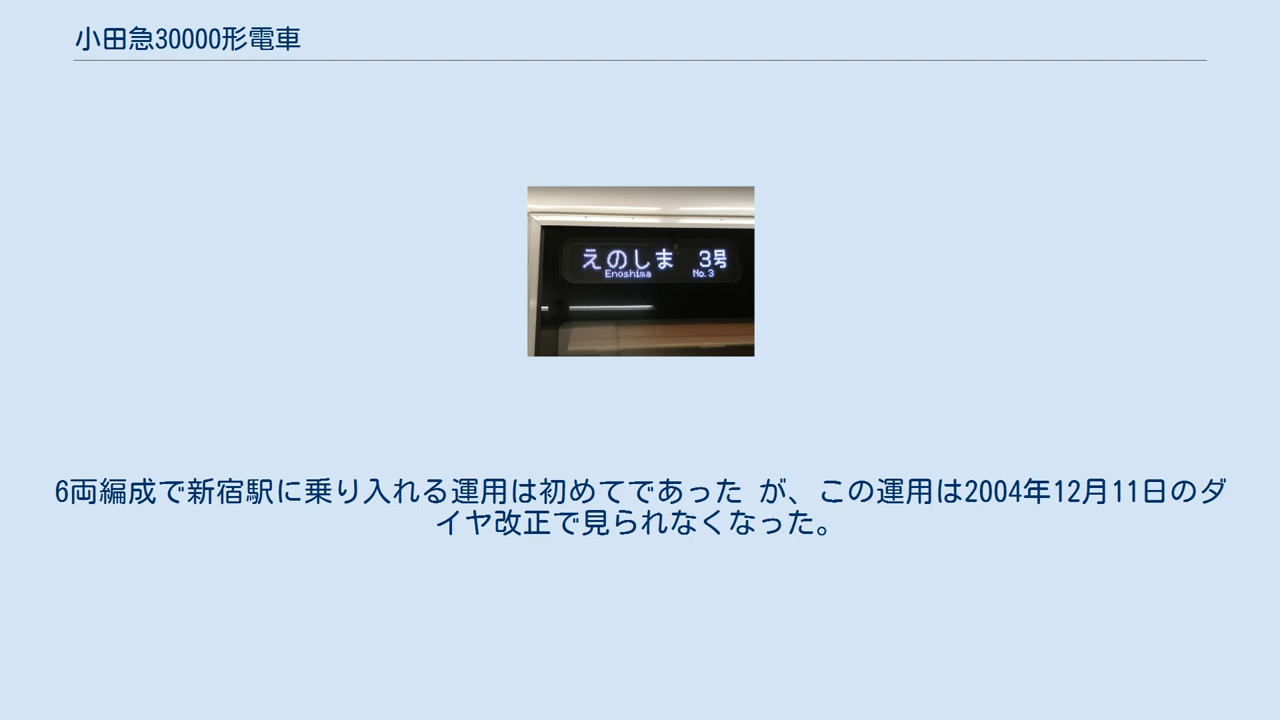 小田急30000形電車
えのしま 3号
Enoshima No.3
6両編成で新宿駅に乗り入れる運用は初めてであった が、この運用は2004年12月11日のダ
イヤ改正で見られなくなった。